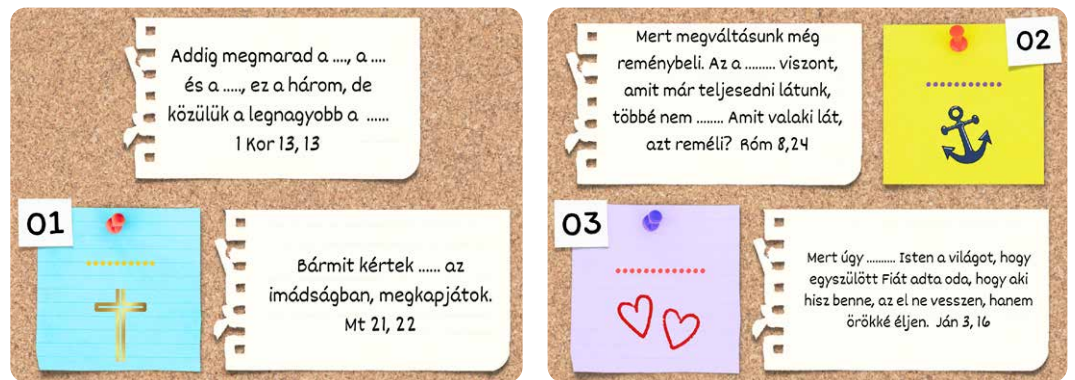 Addig megmarad a ...., a ....
és a ....., ez a három, de
közülük a legnagyobb a ......
1 Kor 13, 13
01
..........
Bármit kértek ...... az
imádságban, megkapjátok.
Mt 21, 22
Mert megváltásunk még
reménybeli. Az a ......... viszont,
amit már teljesedni látunk,
többé nem ........ Amit valaki lát,
azt reméli? Róm 8,24
02
...........
03
.............
Mert úgy .......... Isten a világot, hogy
egyszülött Fiát adta oda, hogy aki
hisz benne, az el ne vesszen, hanem
örökké éljen. Ján 3, 16